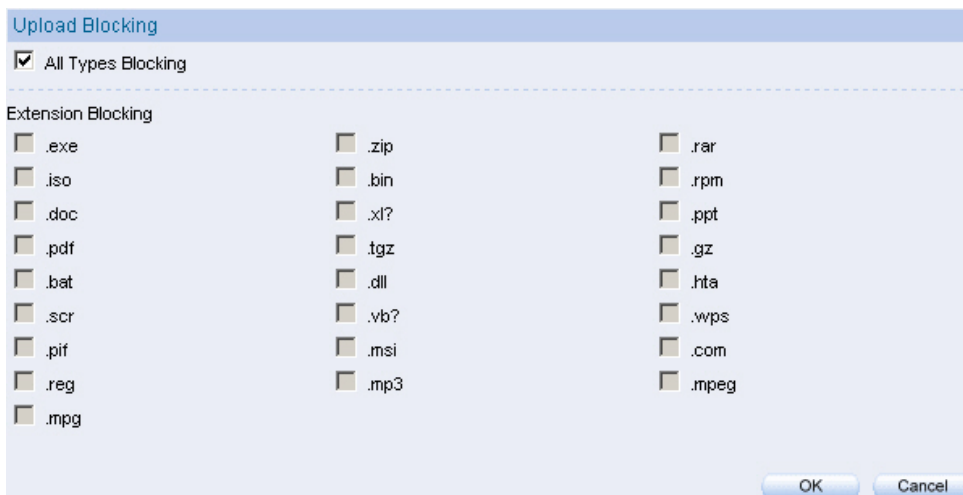 Upload Blocking
All Types Blocking
Extension Blocking
.exe .zip .rar
.iso .bin .rpm
.doc .xl? .ppt
.pdf .tgz .gz
.bat .dll .hta
.scr .vb? .wps
.pif .msi .com
.reg .mp3 .mpeg
.mpg
OK Cancel